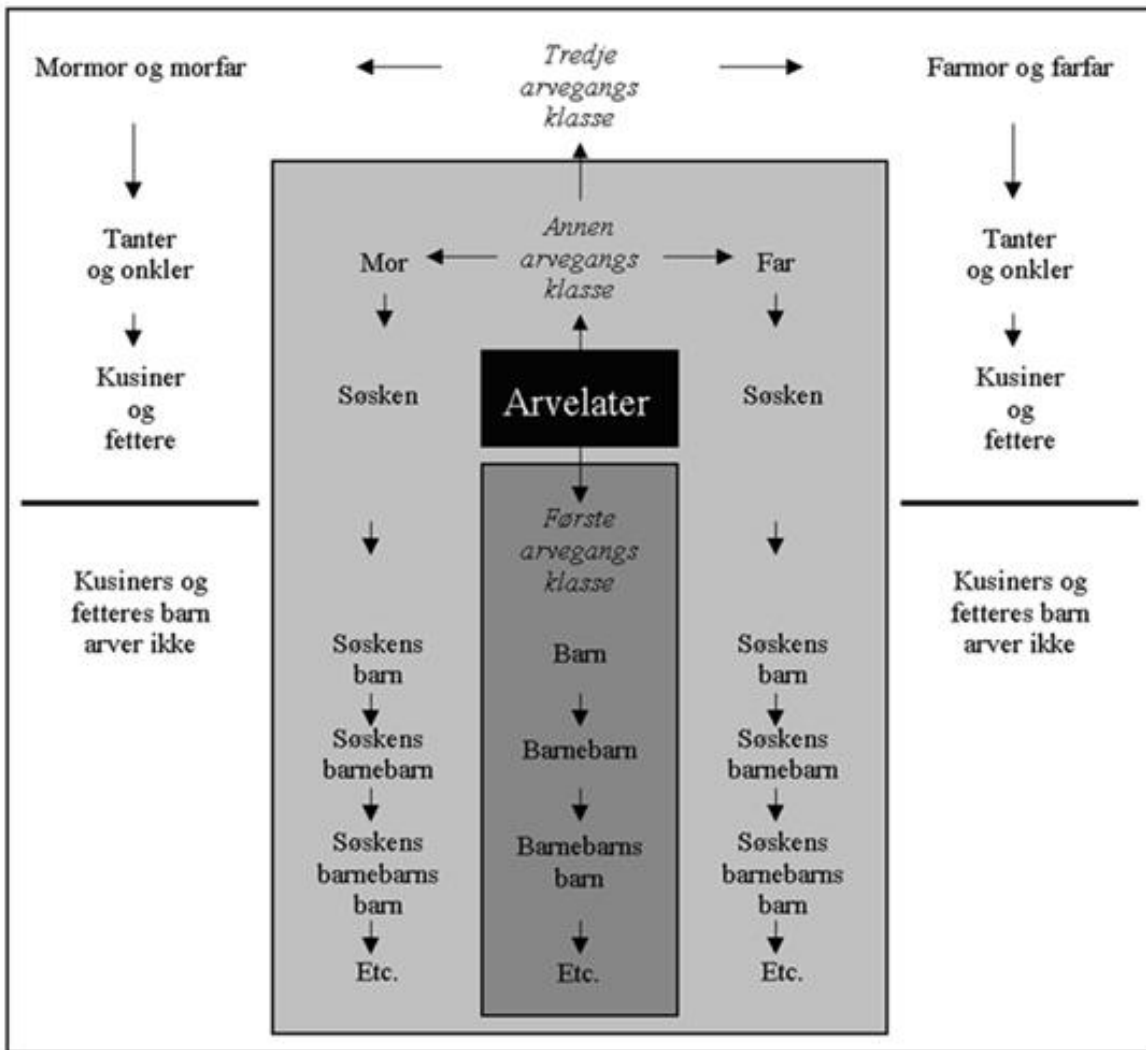 Mormor og morfar
Tredje
arvegangs
klasse
Farmor og farfar
Tanter
og onkler
Mor
Annen
arvegangs
klasse
Far
Tanter
og onkler
Kusiner
og
fettere
Søsken
Arvelater
Søsken
Kusiner
og
fettere
Første
arvegangs
klasse
Kusiners og
fetteres barn
arver ikke
Kusiners og
fetteres barn
arver ikke
Søskens
barn
Barn
Søskens
barn
Søskens
barnebarn
Barnebarn
Søskens
barnebarn
Søskens
barnebarns
barn
Barnebarns
barn
Søskens
barnebarns
barn
Etc.
Etc.
Etc.